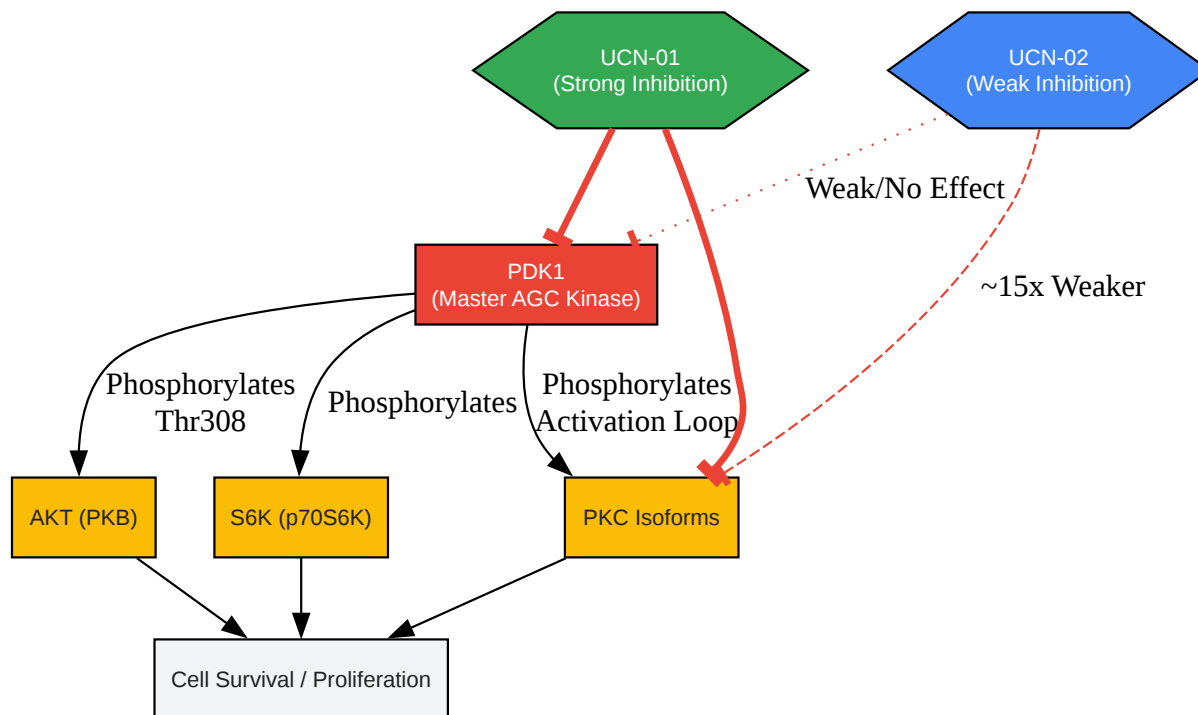 UCN-01
(Strong Inhibition)
UCN-02
(Weak Inhibition)
Weak/No Effect
PDK1
(Master AGC Kinase)
~15x Weaker
Phosphorylates
Thr308
Phosphorylates
Phosphorylates
Activation Loop
AKT (PKB)
S6K (p70S6K)
PKC Isoforms
Cell Survival / Proliferation